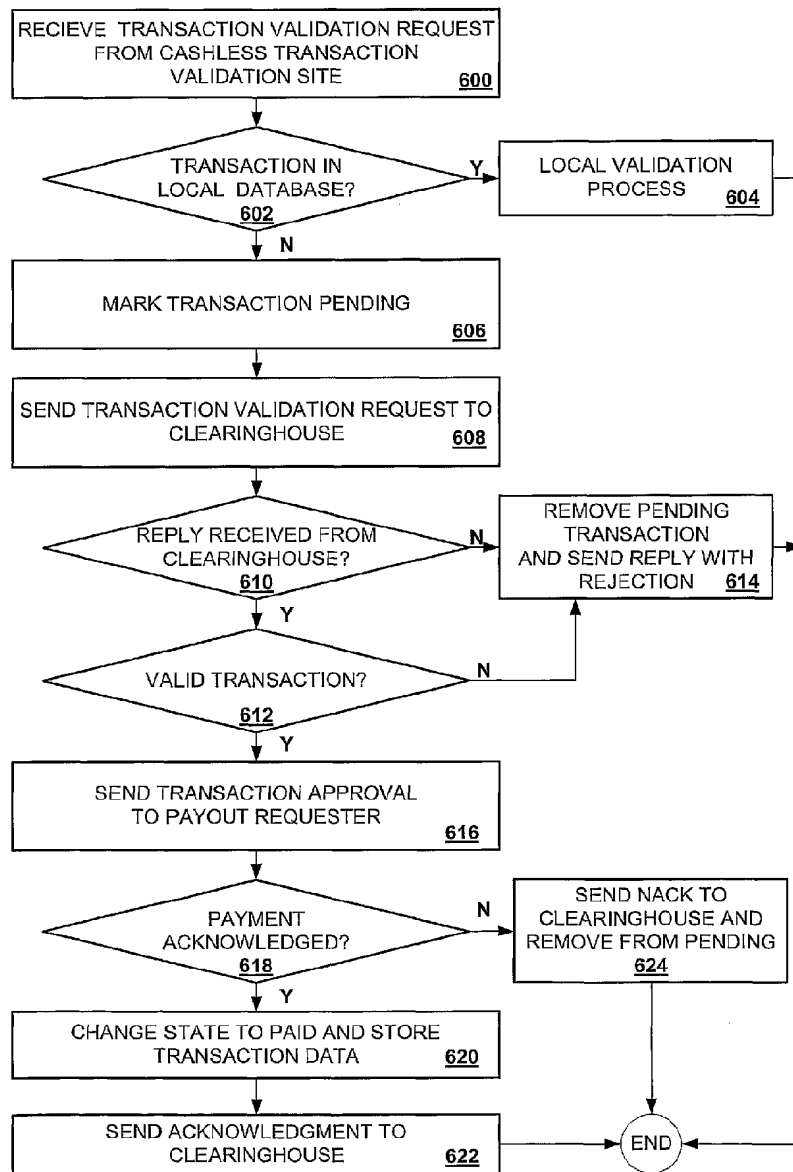 RECIEVE TRANSACTION VALIDATION REQUEST
FROM CASHLESS TRANSACTION
VALIDATION SITE
600
TRANSACTION IN
LOCAL DATABASE?
602
Y
LOCAL VALIDATION
PROCESS
604
N
MARK TRANSACTION PENDING
606
SEND TRANSACTION VALIDATION REQUEST TO
CLEARINGHOUSE
608
REPLY RECEIVED FROM
CLEARINGHOUSE?
610
N
REMOVE PENDING
TRANSACTION
AND SEND REPLY WITH
REJECTION
614
Y
VALID TRANSACTION?
612
N
Y
SEND TRANSACTION APPROVAL
TO PAYOUT REQUESTER
616
PAYMENT
ACKNOWLEDGED?
618
N
SEND NACK TO
CLEARINGHOUSE AND
REMOVE FROM PENDING
624
Y
CHANGE STATE TO PAID AND STORE
TRANSACTION DATA
620
SEND ACKNOWLEDGMENT TO
CLEARINGHOUSE
622
END